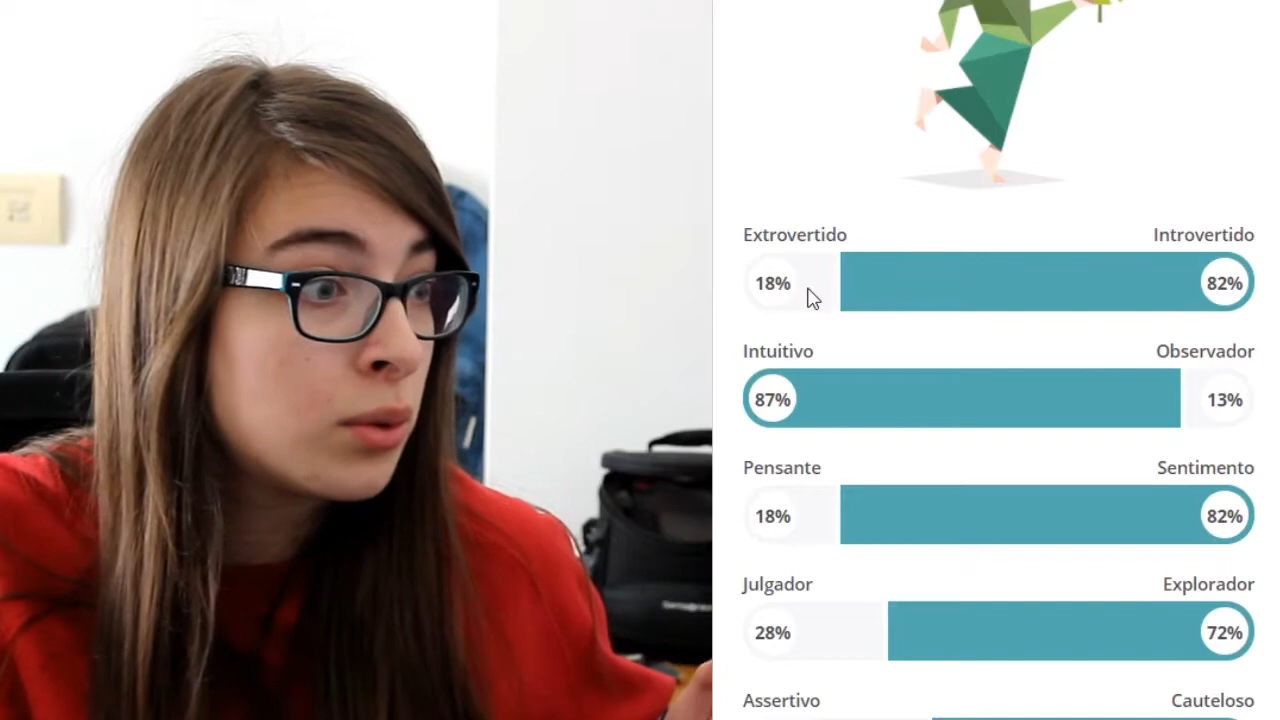 Extrovertido Introvertido
18% 82%
Intuitivo Observador
87% 13%
Pensante Sentimento
18% 82%
Julgador Explorador
28% 72%
Assertivo Cauteloso